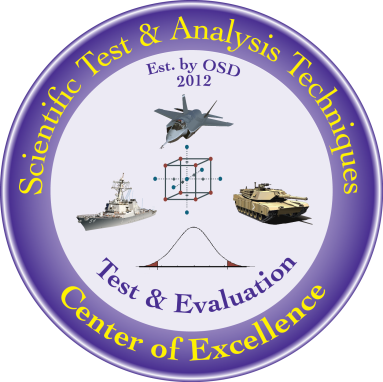 Scientific Test & Analysis Techniques
Est. by OSD
2012
Test & Evaluation
Center of Excellence